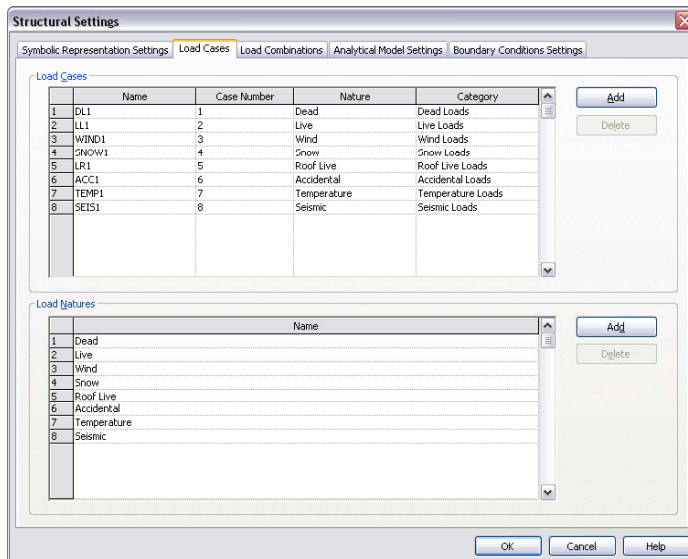 Structural Settings
Symbolic Representation Settings Load Cases Load Combinations Analytical Model Settings Boundary Conditions Settings
Load Cases
Name Case Number Nature Category
1 DL1 1 Dead Dead Loads
2 LL1 2 Live Live Loads
3 WIND1 3 Wind Wind Loads
4 SNOW1 4 Snow Snow Loads
5 LR1 5 Roof Live Roof Live Loads
6 ACC1 6 Accidental Accidental Loads
7 TEMP1 7 Temperature Temperature Loads
8 SEIS1 8 Seismic Seismic Loads
Add
Delete
Load Natures
Name
1 Dead
2 Live
3 Wind
4 Snow
5 Roof Live
6 Accidental
7 Temperature
8 Seismic
Add
Delete
OK Cancel Help